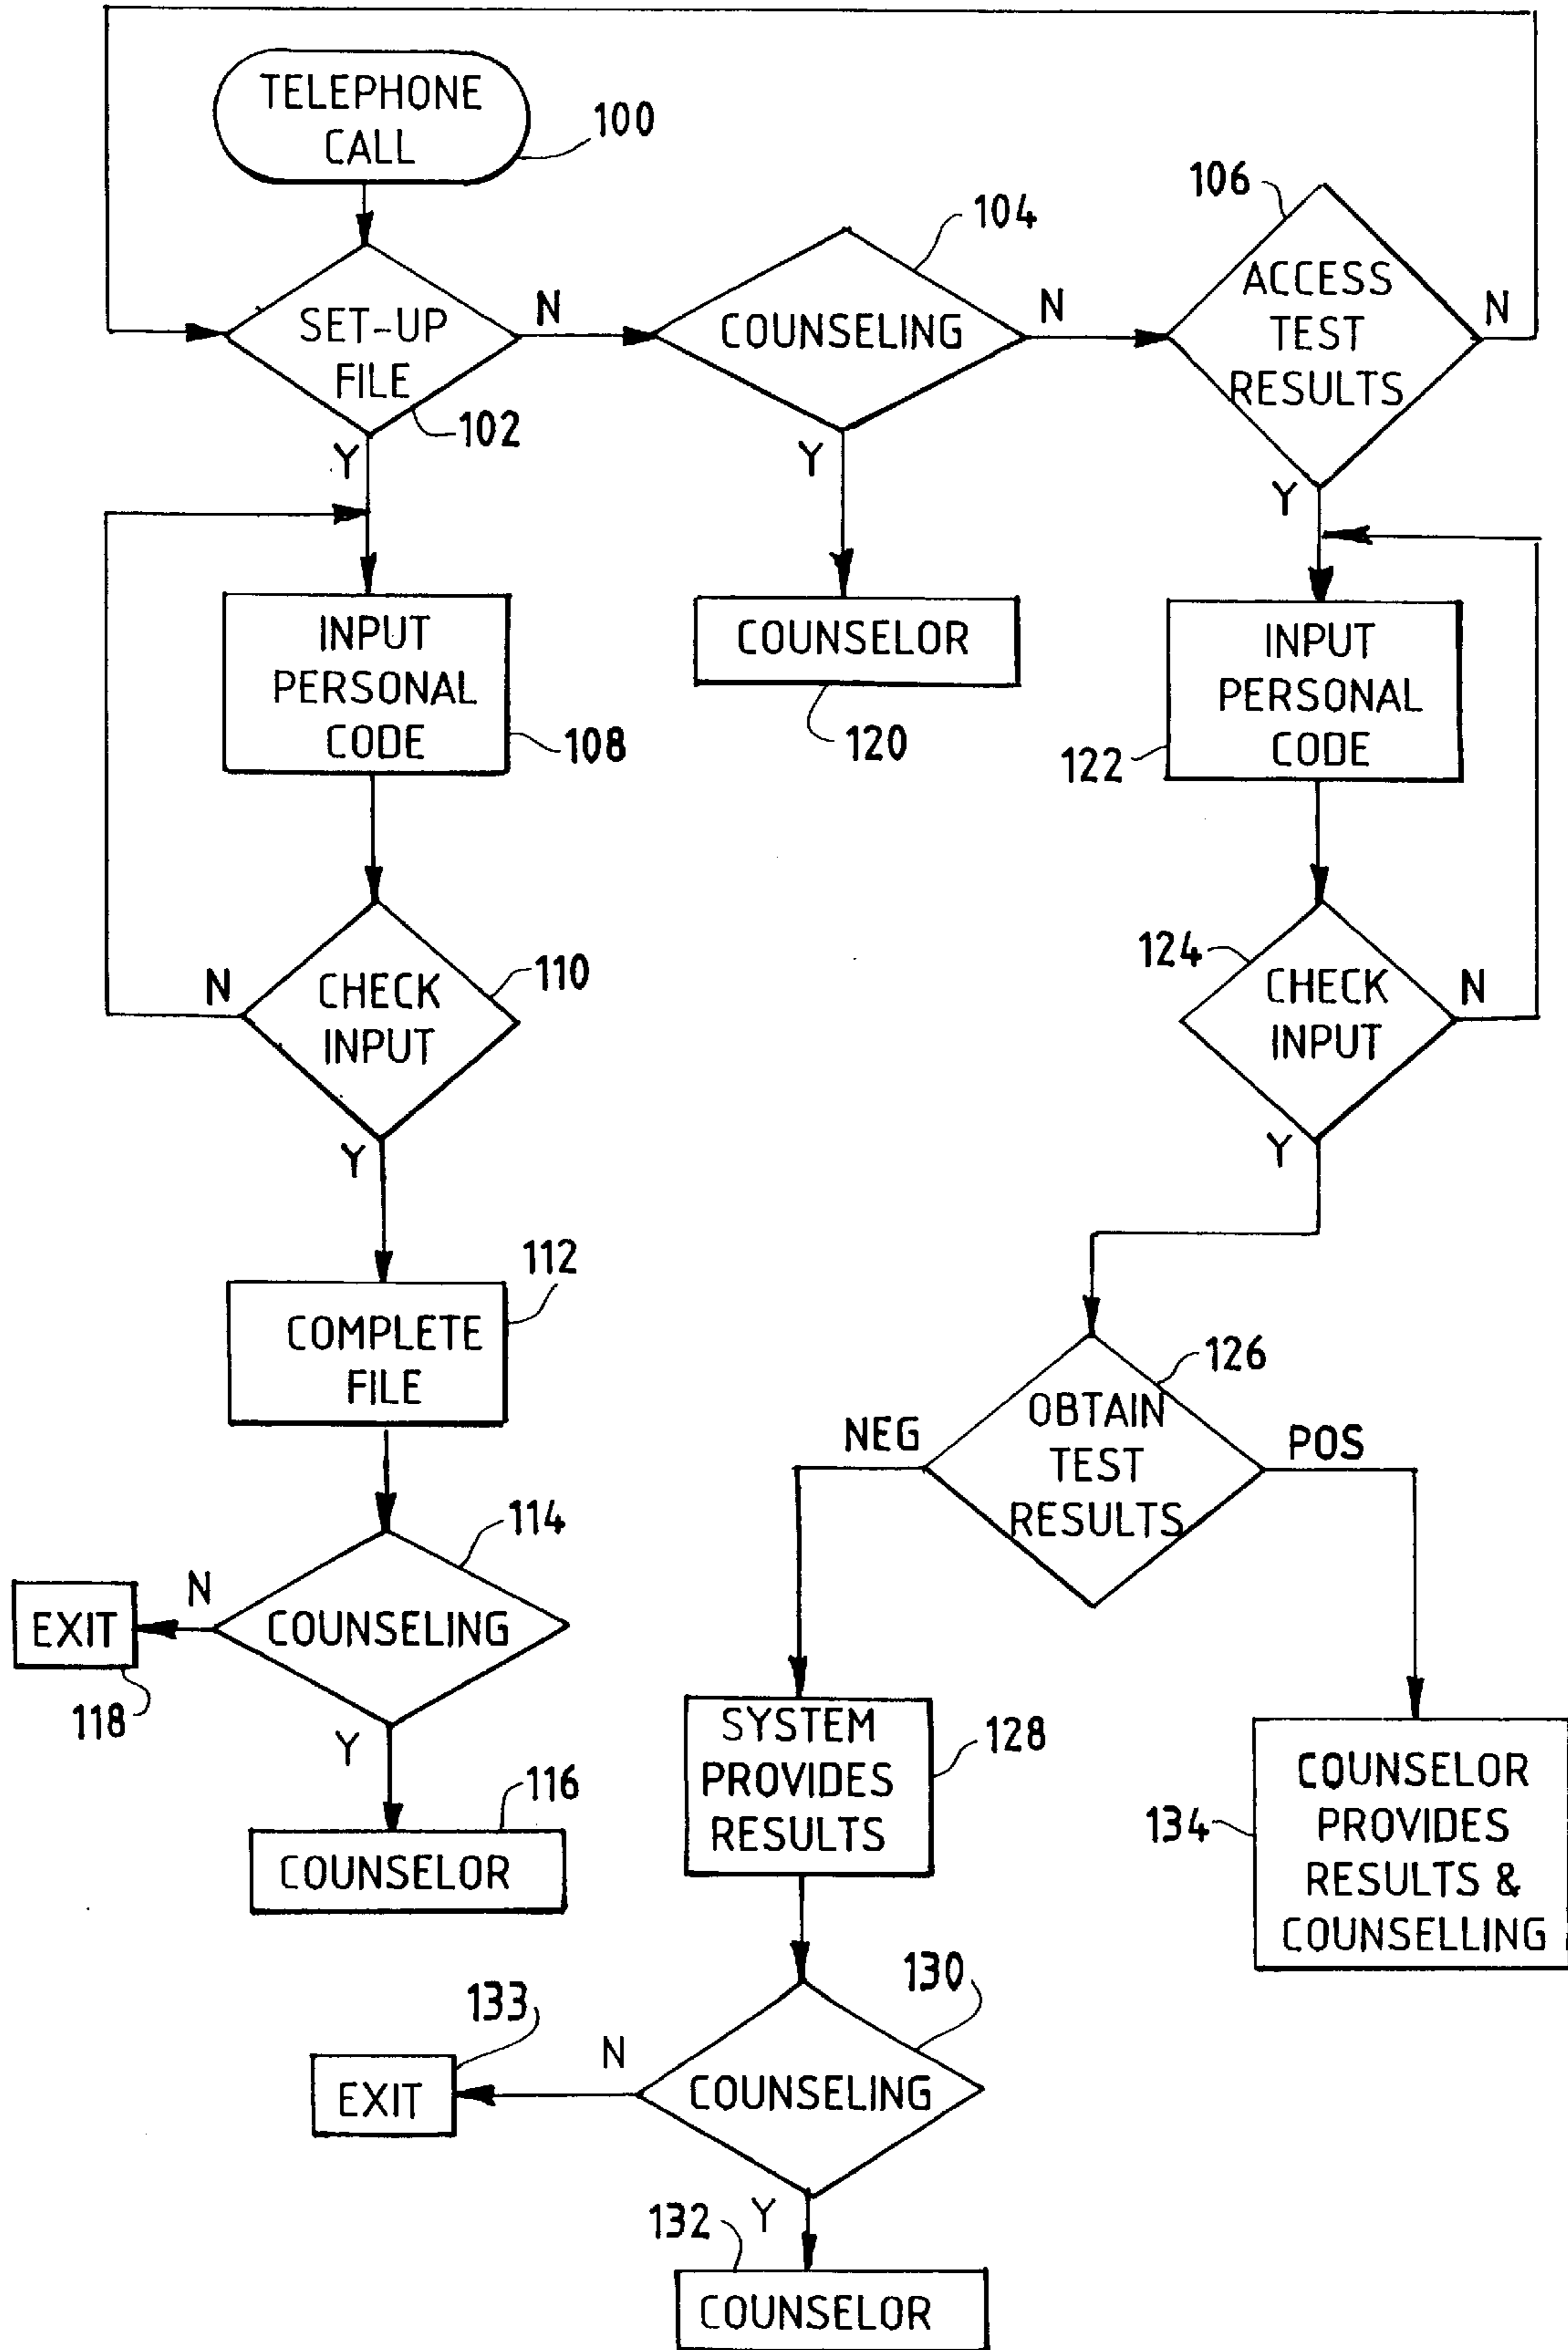 TELEPHONE
CALL
100
SET-UP
FILE
102
N
Y
COUNSELING
104
N
Y
ACCESS
TEST
RESULTS
106
N
Y
INPUT
PERSONAL
CODE
108
COUNSELOR
120
INPUT
PERSONAL
CODE
122
CHECK
INPUT
110
N
Y
CHECK
INPUT
124
N
Y
COMPLETE
FILE
112
OBTAIN
TEST
RESULTS
126
NEG
POS
COUNSELING
114
N
Y
EXIT
118
COUNSELOR
116
SYSTEM
PROVIDES
RESULTS
128
COUNSELOR
PROVIDES
RESULTS &
COUNSELLING
134
COUNSELING
130
N
Y
EXIT
133
COUNSELOR
132